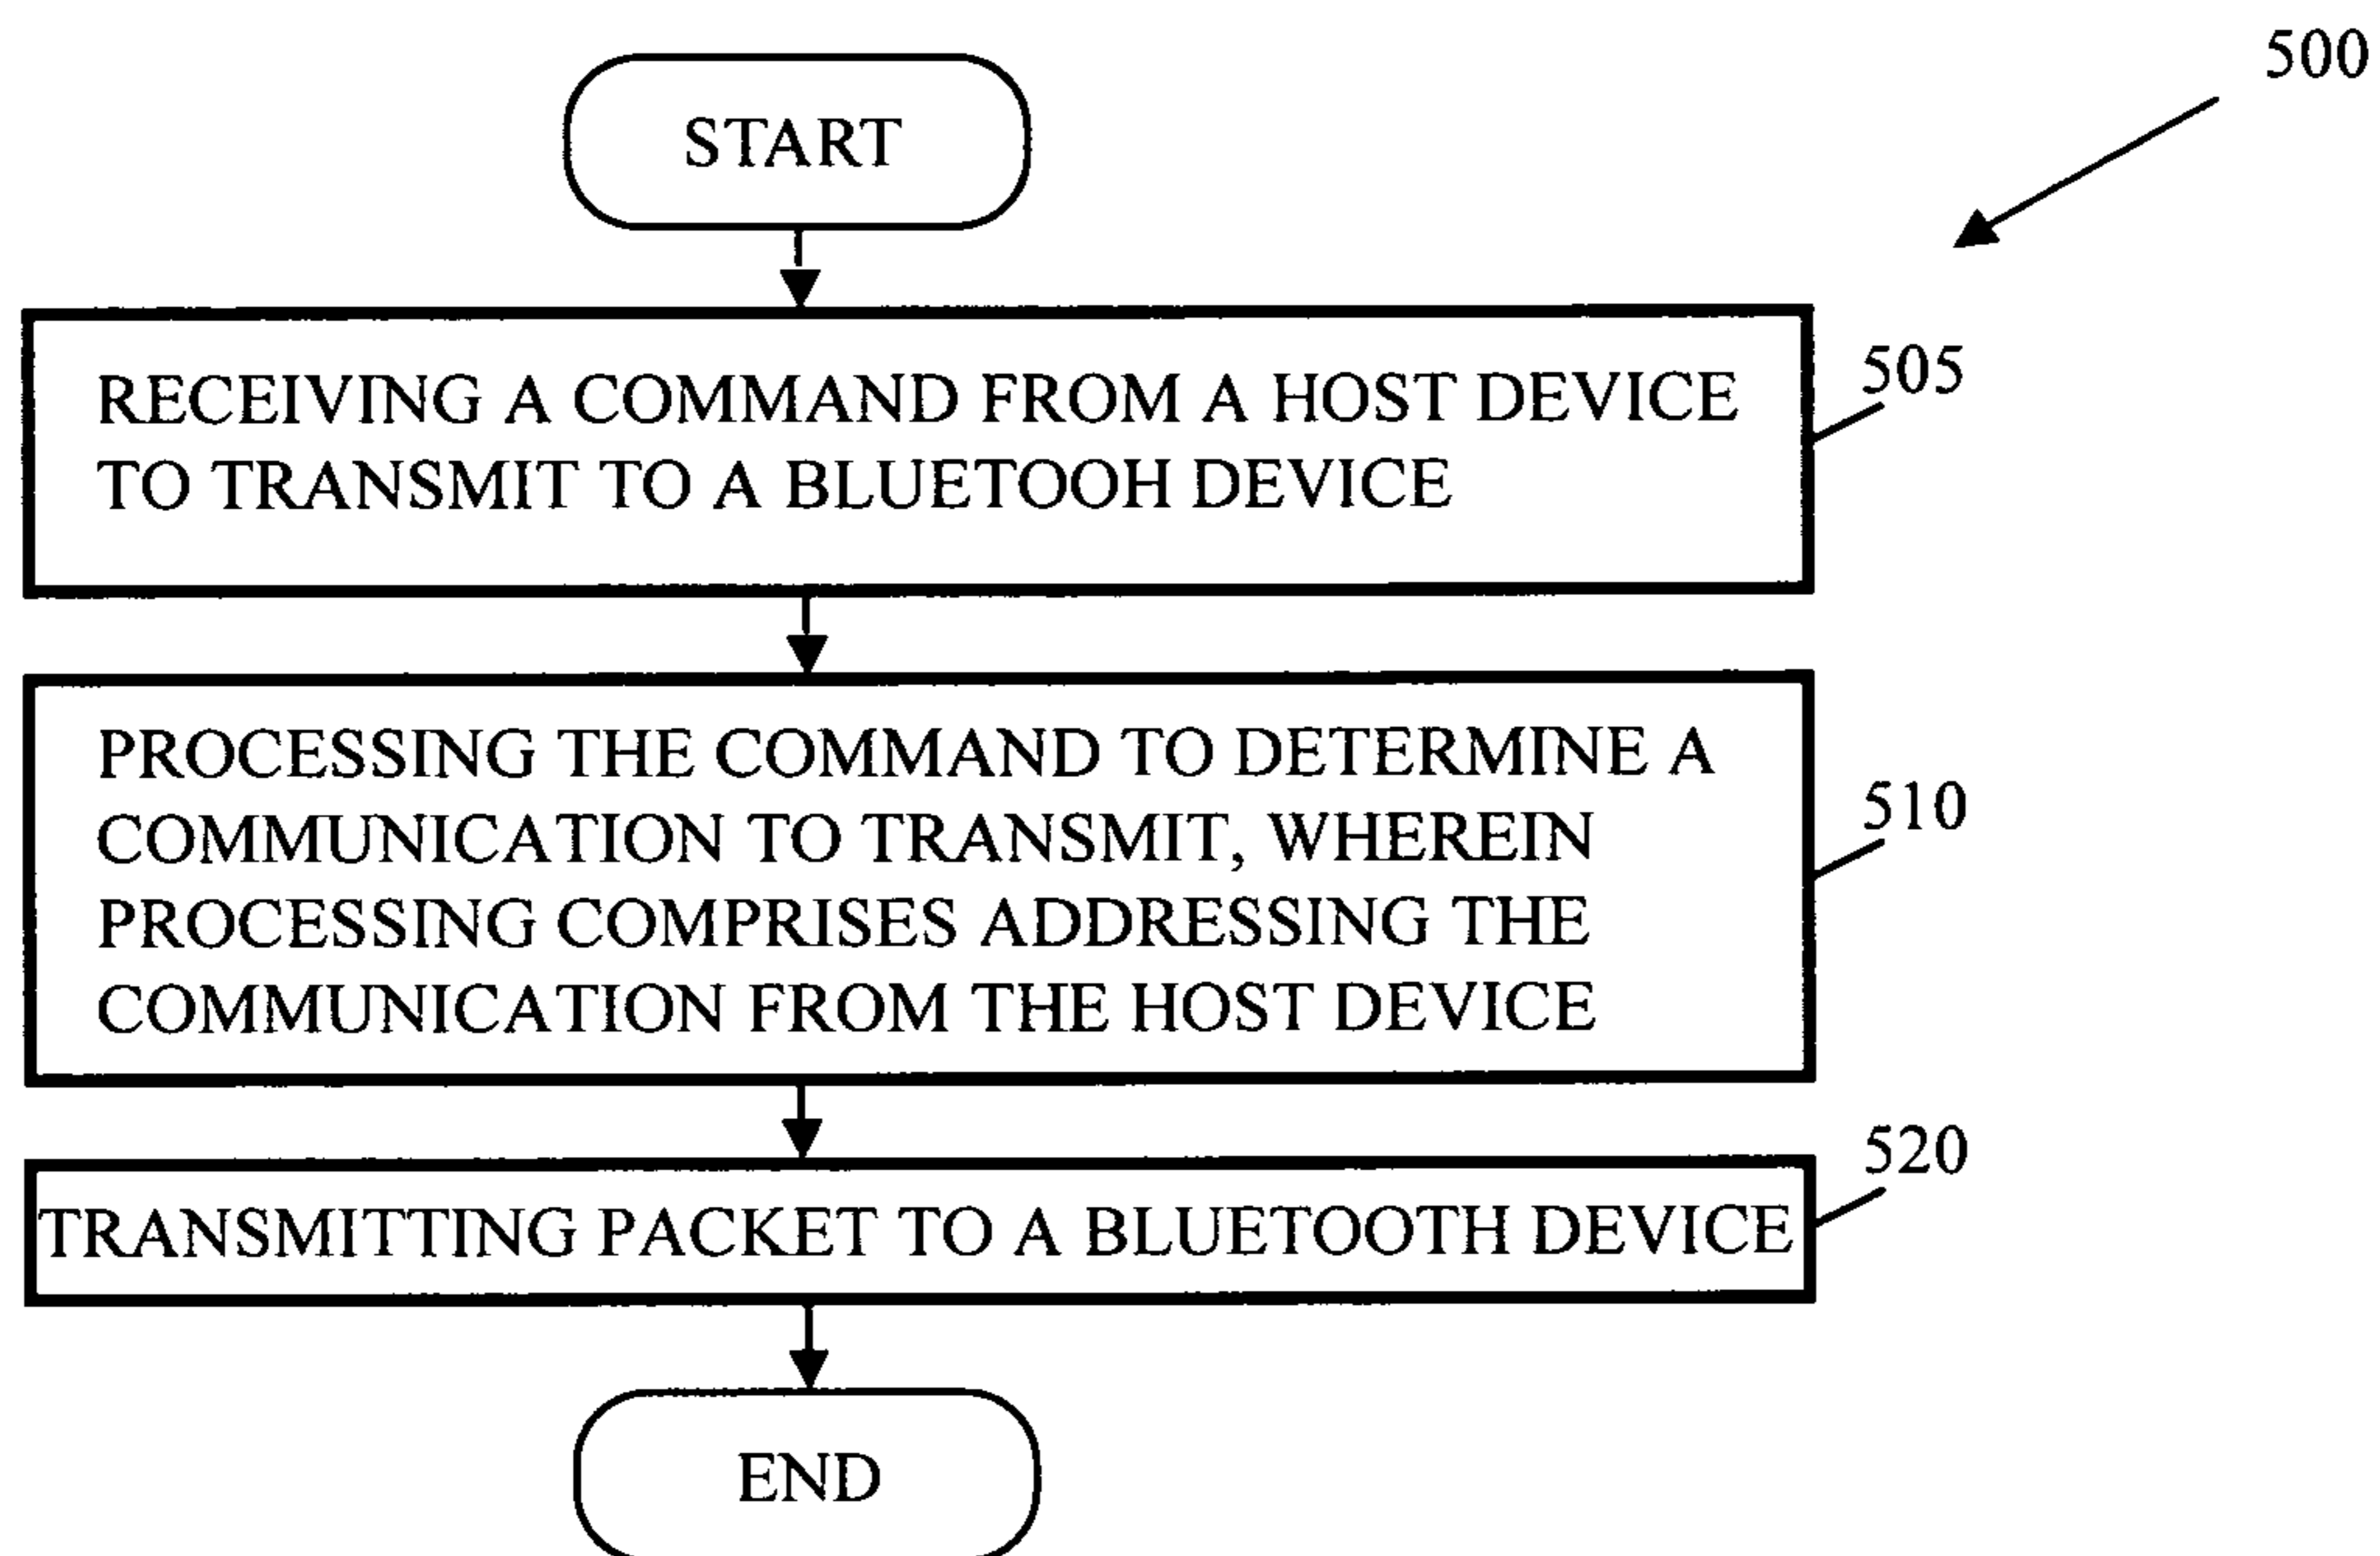 500
START
RECEIVING A COMMAND FROM A HOST DEVICE
TO TRANSMIT TO A BLUETOOH DEVICE
505
PROCESSING THE COMMAND TO DETERMINE A
COMMUNICATION TO TRANSMIT, WHEREIN
PROCESSING COMPRISES ADDRESSING THE
COMMUNICATION FROM THE HOST DEVICE
510
TRANSMITTING PACKET TO A BLUETOOTH DEVICE
520
END